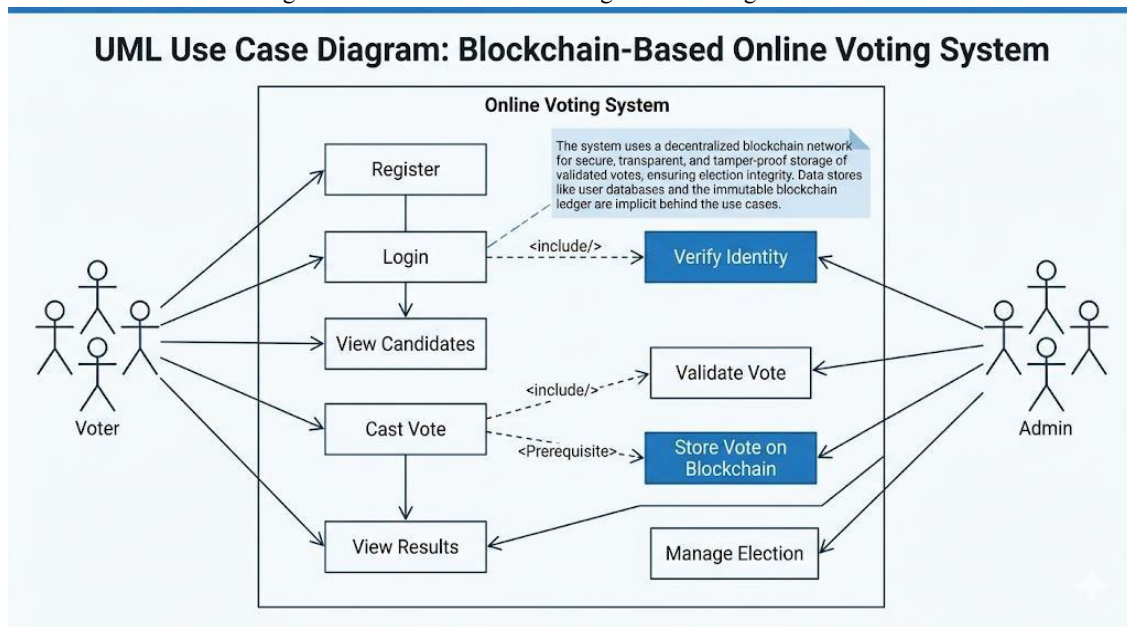 UML Use Case Diagram: Blockchain-Based Online Voting System
Online Voting System
The system uses a decentralized blockchain network
for secure, transparent, and tamper-proof storage of
validated votes, ensuring election integrity. Data stores
like user databases and the immutable blockchain
ledger are implicit behind the use cases.
Register
Login
<include/>
Verify Identity
View Candidates
<include/>
Validate Vote
Cast Vote
<Prerequisite>
Store Vote on
Blockchain
View Results
Manage Election
Voter
Admin